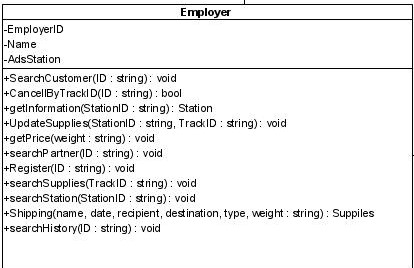 Employer
-EmployerID
-Name
-AdsStation
+SearchCustomer(ID : string) : void
+CancellByTrackID(ID : string) : bool
+getInformation(StationID : string) : Station
+UpdateSupplies(StationID : string, TrackID : string) : void
+getPrice(weight : string) : void
+searchPartner(ID : string) : void
+Register(ID : string) : void
+searchSupplies(TrackID : string) : void
+searchStation(StationID : string) : void
+Shipping(name, date, recipient, destination, type, weight : string) : Suppiles
+searchHistory(ID : string) : void